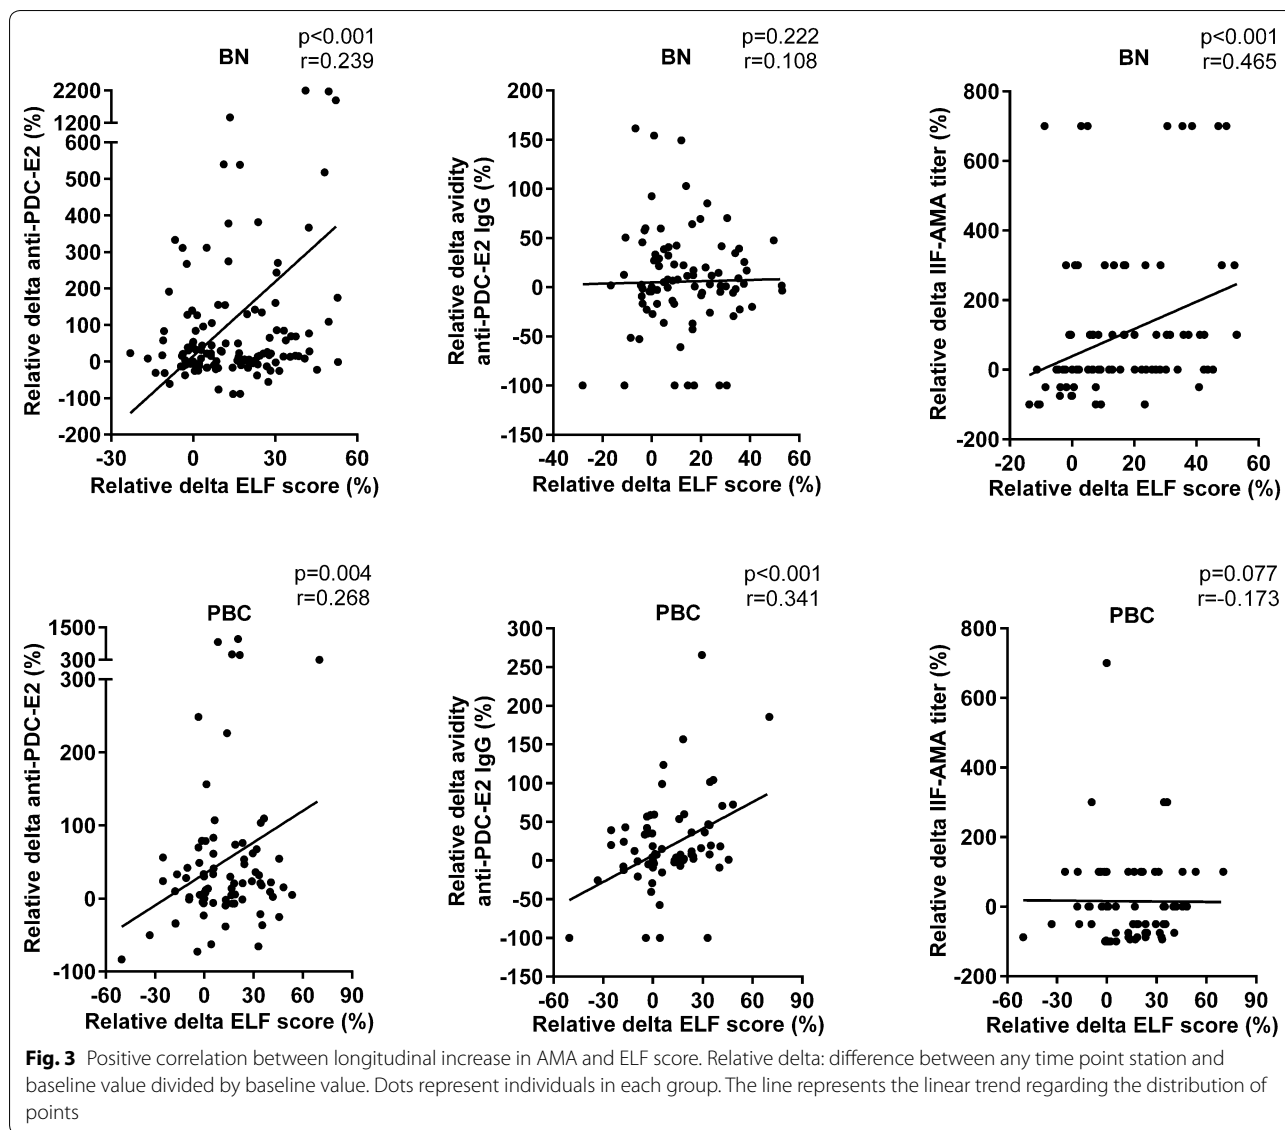 BN
p<0.001
r=0.239
Relative delta anti-PDC-E2 (%)
2200
1200
600
500
400
300
200
100
0
-100
-200
-30 0 30 60
Relative delta ELF score (%)
BN
p=0.222
r=0.108
Relative delta avidity
anti-PDC-E2 IgG (%)
200
150
100
50
0
-50
-100
-150
-40 -20 0 20 40 60
Relative delta ELF score (%)
BN
p<0.001
r=0.465
Relative delta IIF-AMA titer (%)
800
600
400
200
0
-200
-20 0 20 40 60
Relative delta ELF score (%)
PBC
p=0.004
r=0.268
Relative delta anti-PDC-E2 (%)
1500
300
300
200
100
0
-100
-60 -30 0 30 60 90
Relative delta ELF score (%)
PBC
p<0.001
r=0.341
Relative delta avidity
anti-PDC-E2 IgG (%)
300
250
200
150
100
50
0
-50
-100
-150
-60 -30 0 30 60 90
Relative delta ELF score (%)
PBC
p=0.077
r=-0.173
Relative delta IIF-AMA titer (%)
800
600
400
200
0
-200
-60 -30 0 30 60 90
Relative delta ELF score (%)
Fig. 3 Positive correlation between longitudinal increase in AMA and ELF score. Relative delta: difference between any time point station and
baseline value divided by baseline value. Dots represent individuals in each group. The line represents the linear trend regarding the distribution of
points